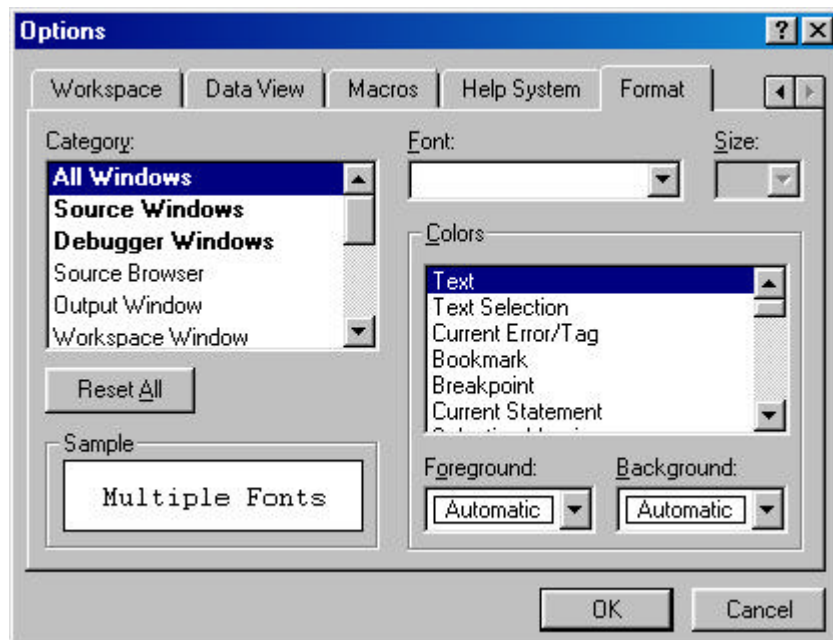 Options
Workspace
Data View
Macros
Help System
Format
Category:
All Windows
Source Windows
Debugger Windows
Source Browser
Output Window
Workspace Window
Reset All
Sample
Multiple Fonts
Font:
Size:
Colors
Text
Text Selection
Current Error/Tag
Bookmark
Breakpoint
Current Statement
Foreground:
Background:
Automatic
Automatic
OK
Cancel